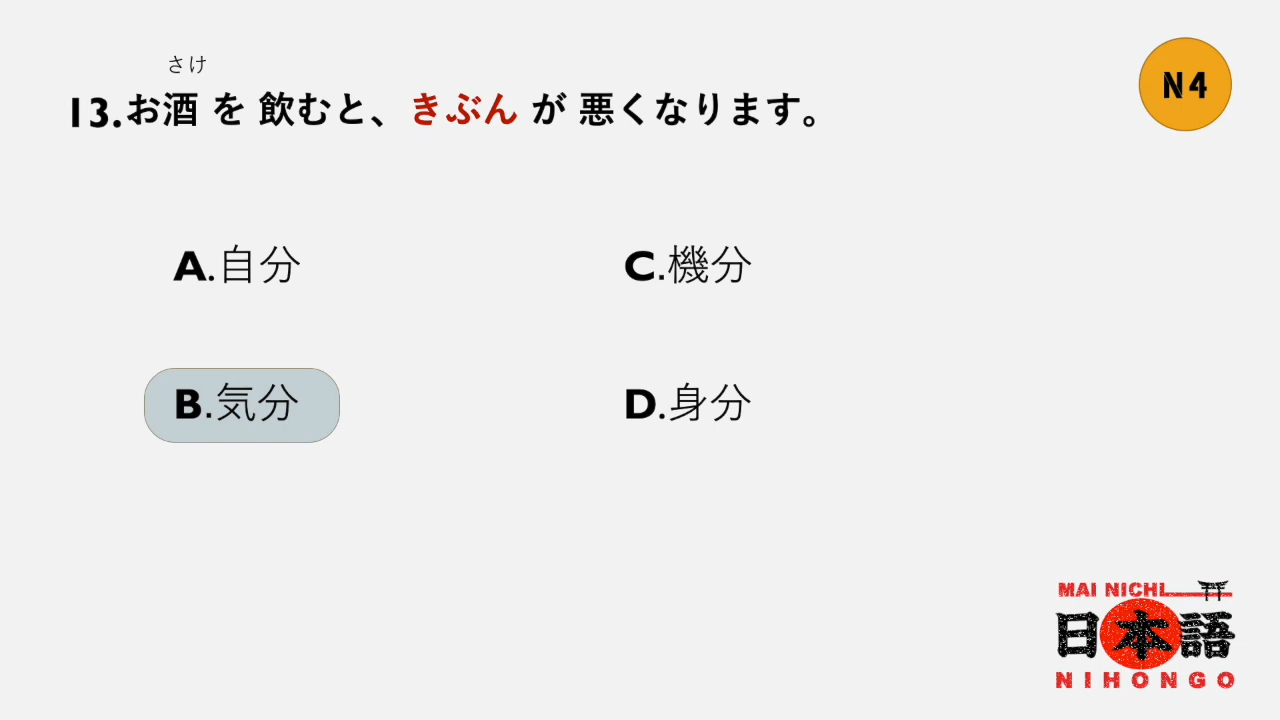 さけ
13.お酒 を 飲むと、きぶん が 悪くなります。
N4
A.自分
C.機分
B.気分
D.身分
MAI NICHI
日本語
NIHONGO